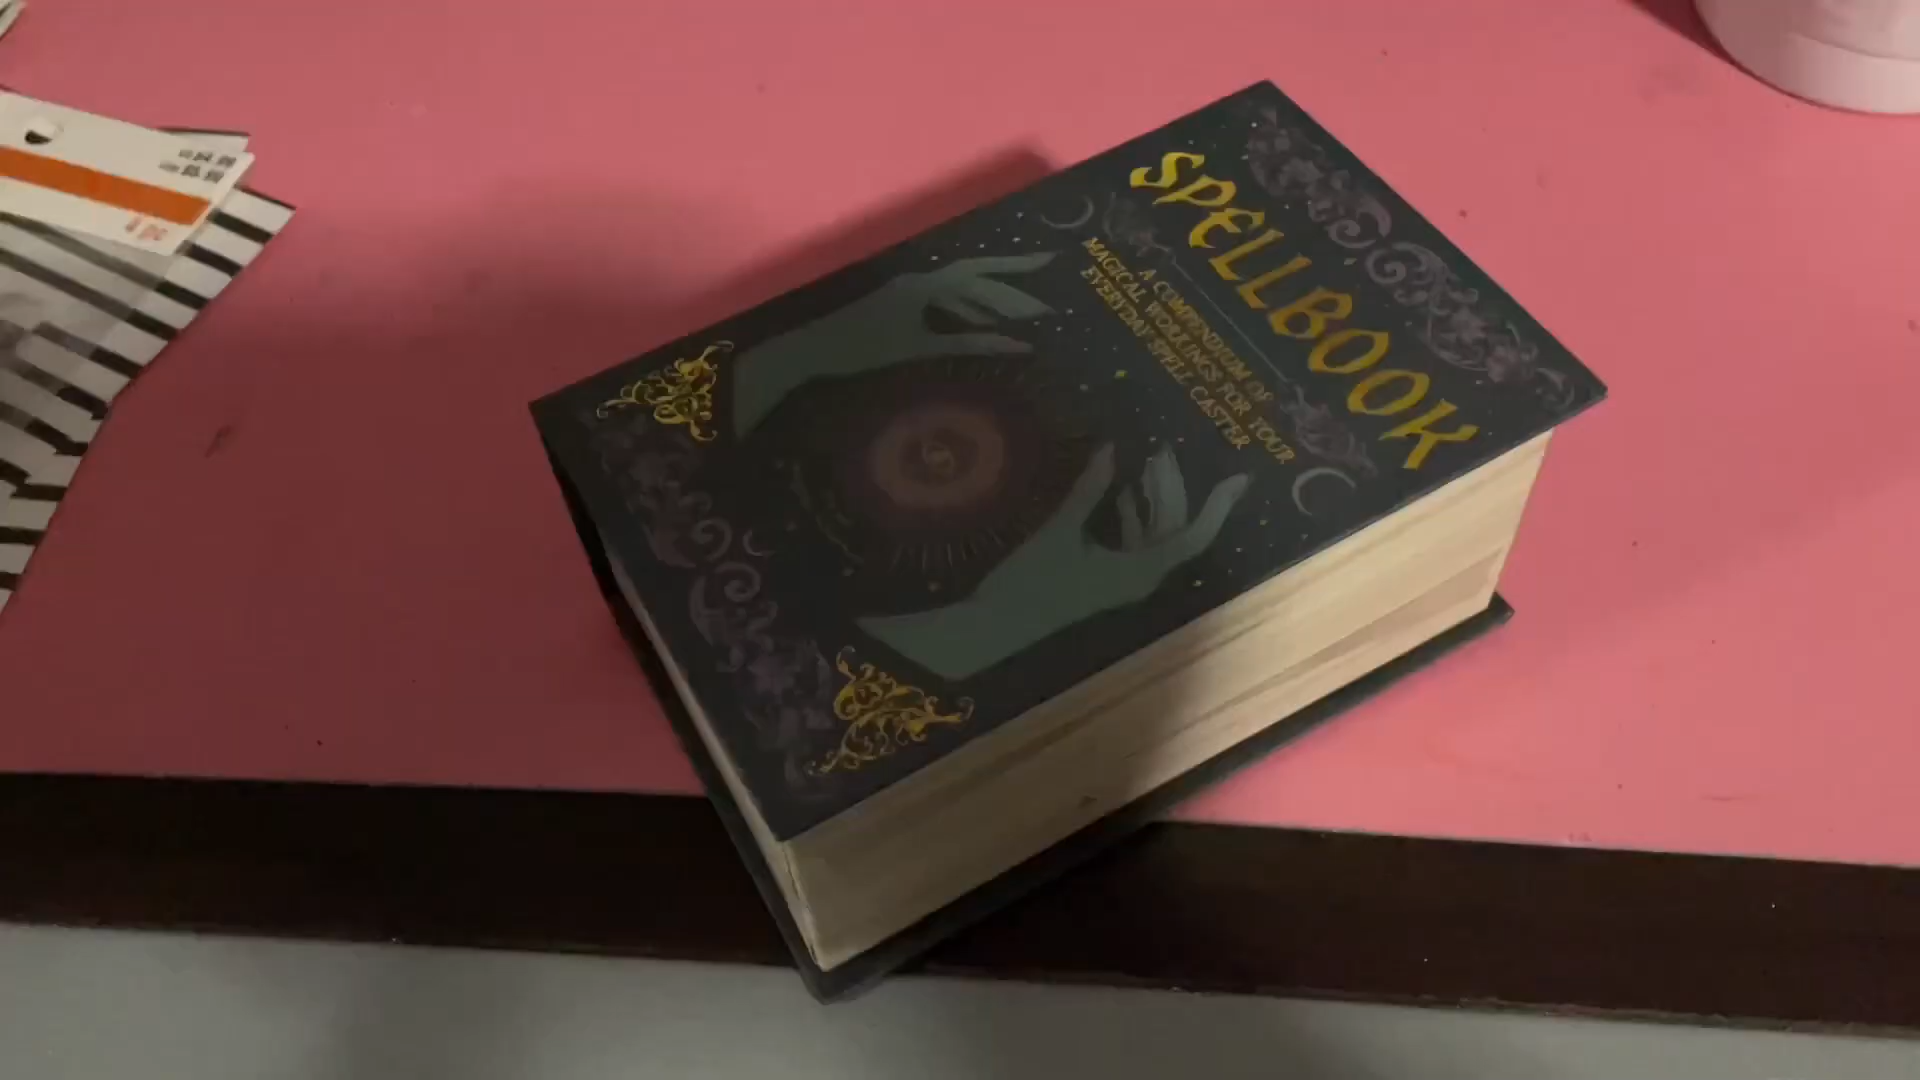 SPELLBOOK
A COMPENDIUM OF
MAGICAL WORKINGS FOR YOUR
EVERYDAY SPELL CASTER